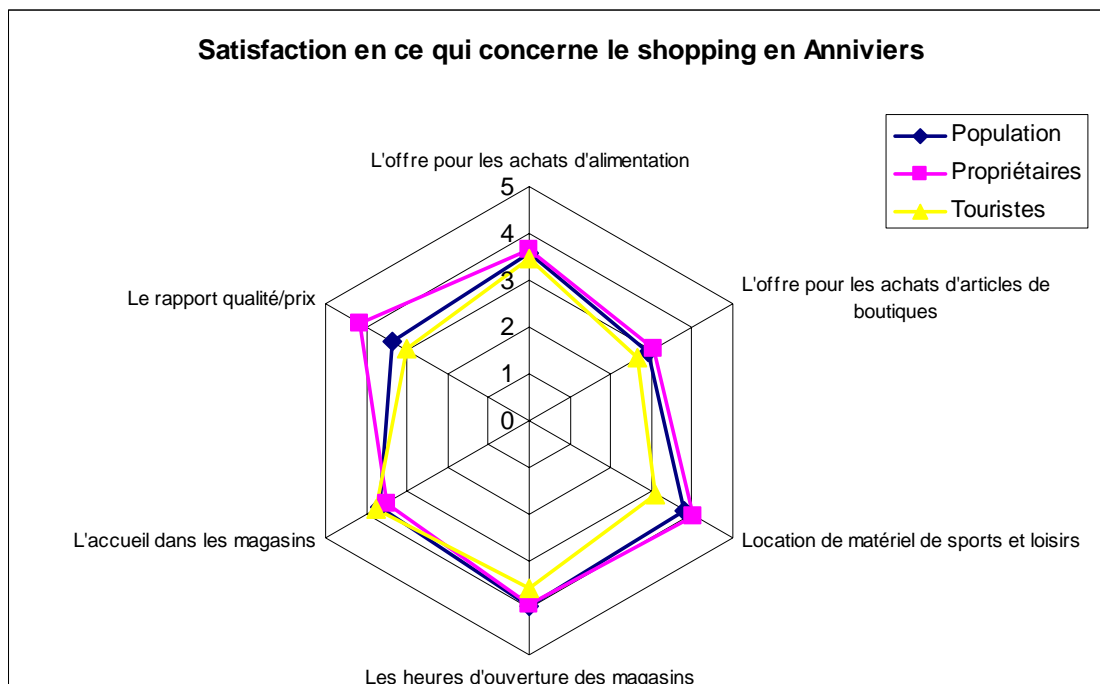 Satisfaction en ce qui concerne le shopping en Anniviers
Population
Propriétaires
Touristes
L'offre pour les achats d'alimentation
5
4
3
2
1
0
L'offre pour les achats d'articles de
boutiques
Le rapport qualité/prix
L'accueil dans les magasins
Location de matériel de sports et loisirs
Les heures d'ouverture des magasins